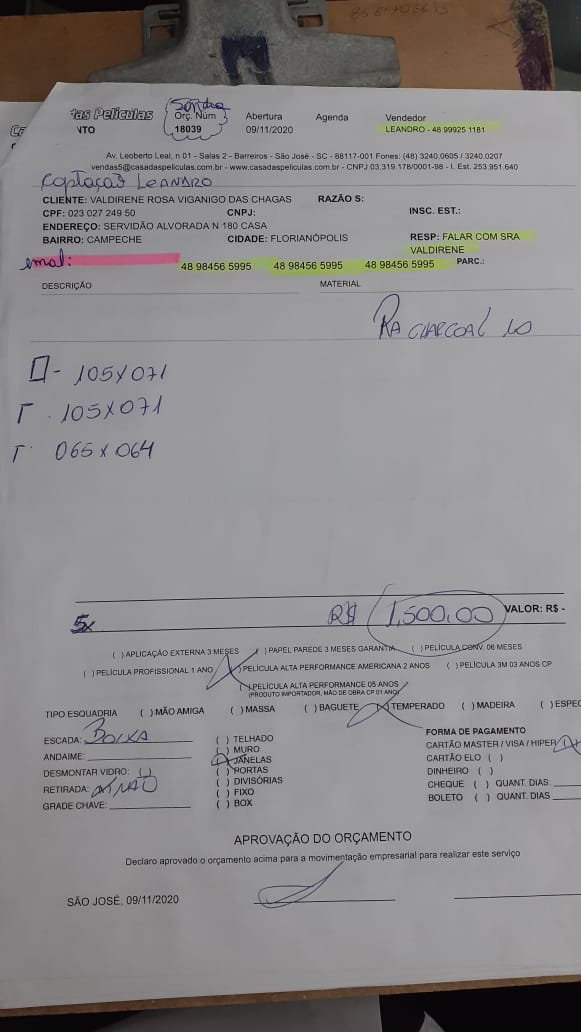 tas Películas Sandra
NTO Orç. Núm Abertura Agenda Vendedor
18039 09/11/2020 LEANDRO - 48 99925 1181
Av. Leoberto Leal, n 01 - Salas 2 - Barreiros - São José - SC - 88117-001 Fones: (48) 3240.0605 / 3240.0207
vendas5@casadaspeliculas.com.br - www.casadaspeliculas.com.br - CNPJ 03.319.178/0001-98 - I. Est. 253.951.640
Captação Leandro
CLIENTE: VALDIRENE ROSA VIGANIGO DAS CHAGAS RAZÃO S:
CPF: 023 027 249 50 CNPJ: INSC. EST.:
ENDEREÇO: SERVIDÃO ALVORADA N 180 CASA
BAIRRO: CAMPECHE CIDADE: FLORIANÓPOLIS RESP: FALAR COM SRA
VALDIRENE
emal: 48 98456 5995 48 98456 5995 48 98456 5995 PARC.:
DESCRIÇÃO MATERIAL
RA CHARCOAL 10
- 105X071
105X071
065X064
5x R$ 1.500,00 VALOR: R$ -
( ) APLICAÇÃO EXTERNA 3 MESES ( ) PAPEL PAREDE 3 MESES GARANTIA ( ) PELÍCULA CONV. 06 MESES
( ) PELÍCULA PROFISSIONAL 1 ANO ( ) PELÍCULA ALTA PERFORMANCE AMERICANA 2 ANOS ( ) PELÍCULA 3M 03 ANOS CP
( ) PELÍCULA ALTA PERFORMANCE 05 ANOS
(PRODUTO IMPORTADOR, MÃO DE OBRA CP 01 ANO)
TIPO ESQUADRIA ( ) MÃO AMIGA ( ) MASSA ( ) BAGUETE (X) TEMPERADO ( ) MADEIRA ( ) ESPEC
ESCADA: BAIXA ( ) TELHADO FORMA DE PAGAMENTO
ANDAIME: ( ) MURO CARTÃO MASTER / VISA / HIPER (X)
DESMONTAR VIDRO: ( ) (X) JANELAS CARTÃO ELO ( )
RETIRADA: NÃO ( ) PORTAS DINHEIRO ( )
GRADE CHAVE: ( ) DIVISÓRIAS CHEQUE ( ) QUANT. DIAS:
( ) FIXO BOLETO ( ) QUANT. DIAS
( ) BOX
APROVAÇÃO DO ORÇAMENTO
Declaro aprovado o orçamento acima para a movimentação empresarial para realizar este serviço
SÃO JOSÉ, 09/11/2020